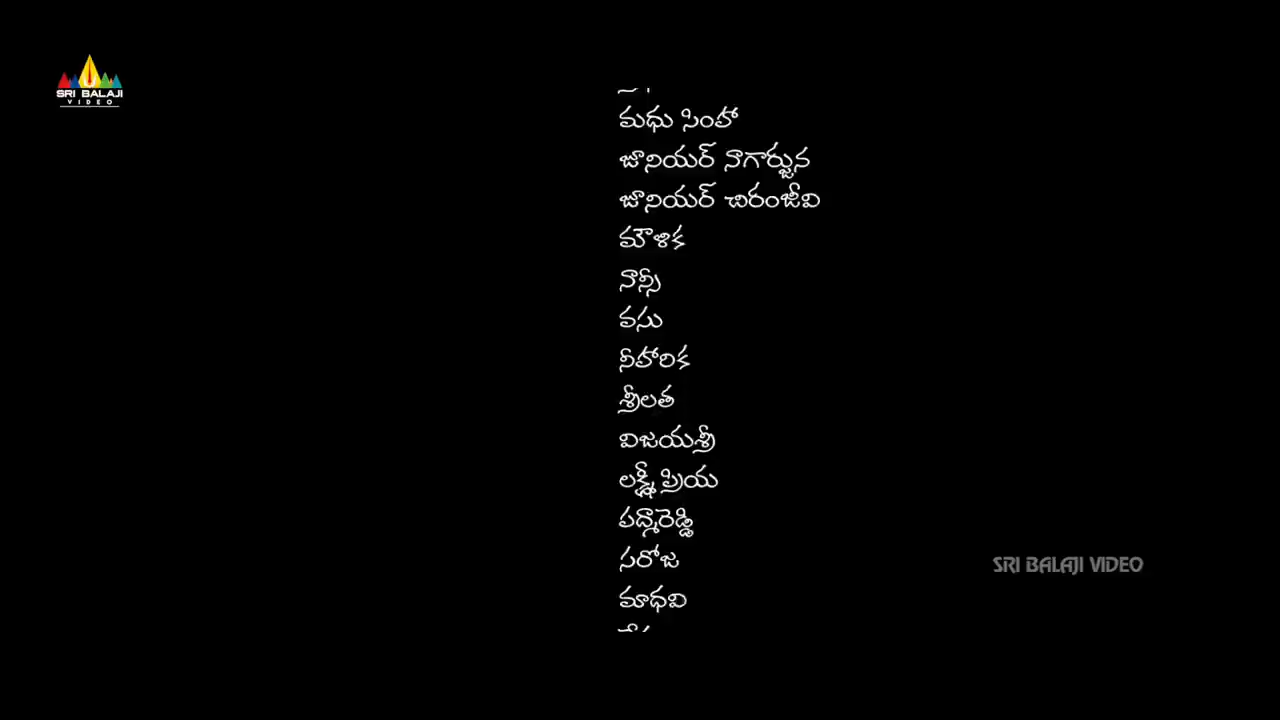 SRI BALAJI
VIDEO
మధు సింహా
జూనియర్ నాగార్జున
జూనియర్ చిరంజీవి
మౌళిక
నాన్సీ
వసు
నీహారిక
శ్రీలత
విజయశ్రీ
లక్ష్మీ ప్రియ
పద్మారెడ్డి
సరోజ
మాధవి
SRI BALAJI VIDEO